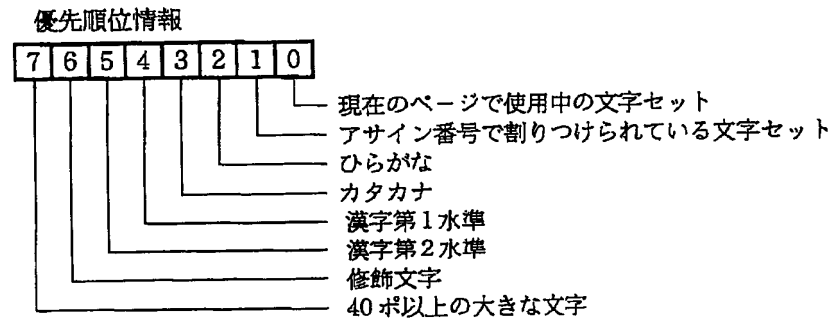 優先順位情報
7 6 5 4 3 2 1 0
現在のページで使用中の文字セット
アサイン番号で割りつけられている文字セット
ひらがな
カタカナ
漢字第1水準
漢字第2水準
修飾文字
40ポ以上の大きな文字